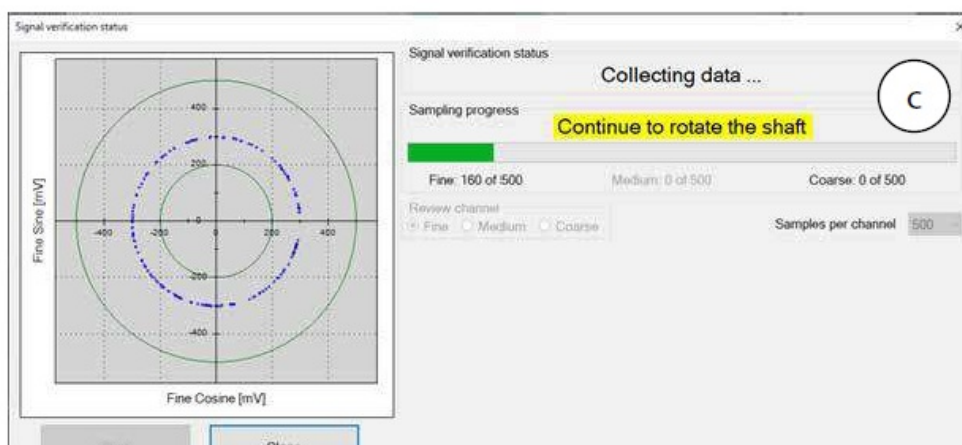 Signal verification status
Signal verification status
Collecting data ...
C
Sampling progress
Continue to rotate the shaft
Fine: 160 of 500 Medium: 0 of 500 Coarse: 0 of 500
Review channel
Fine Medium Coarse
Samples per channel 500
Fine Sine [mV]
400
200
-400 -200 0 200 400
-200
-400
Fine Cosine [mV]